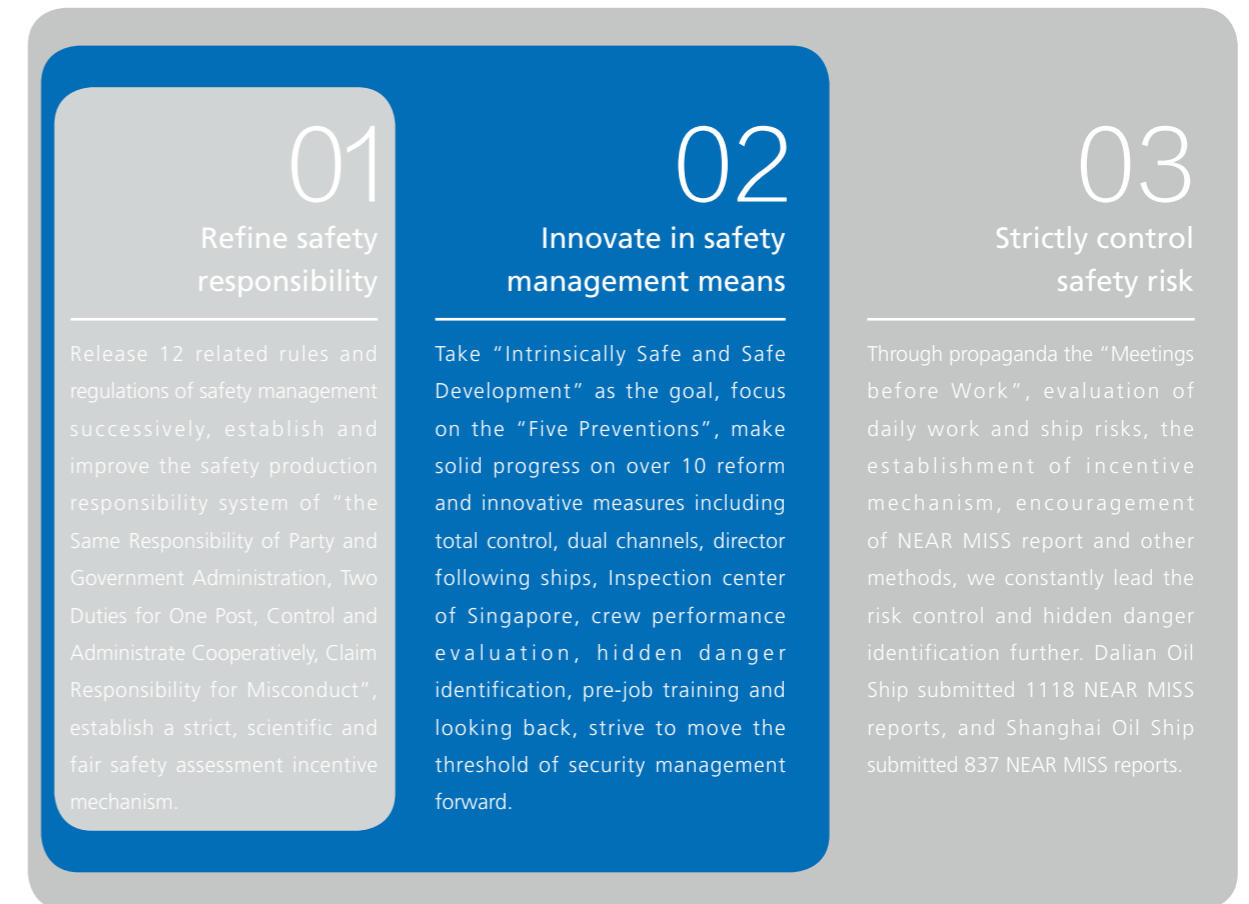 01
Refine safety
responsibility
Release 12 related rules and
regulations of safety management
successively, establish and
improve the safety production
responsibility system of “the
Same Responsibility of Party and
Government Administration, Two
Duties for One Post, Control and
Administrate Cooperatively, Claim
Responsibility for Misconduct”,
establish a strict, scientific and
fair safety assessment incentive
mechanism.
02
Innovate in safety
management means
Take “Intrinsically Safe and Safe
Development” as the goal, focus
on the “Five Preventions”, make
solid progress on over 10 reform
and innovative measures including
total control, dual channels, director
following ships, Inspection center
of Singapore, crew performance
evaluation, hidden danger
identification, pre-job training and
looking back, strive to move the
threshold of security management
forward.
03
Strictly control
safety risk
Through propaganda the “Meetings
before Work”, evaluation of
daily work and ship risks, the
establishment of incentive
mechanism, encouragement
of NEAR MISS report and other
methods, we constantly lead the
risk control and hidden danger
identification further. Dalian Oil
Ship submitted 1118 NEAR MISS
reports, and Shanghai Oil Ship
submitted 837 NEAR MISS reports.